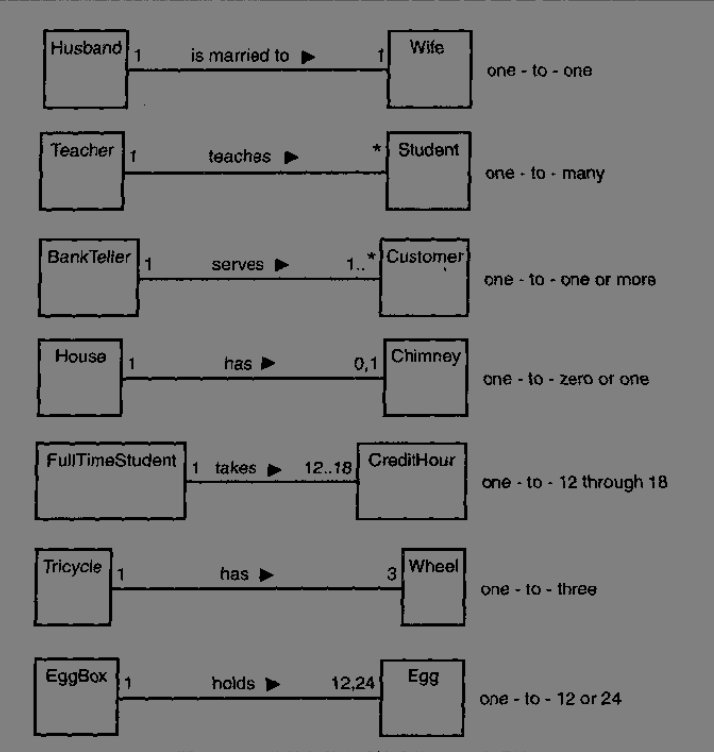 Husband 1 is married to ▶ 1 Wife one - to - one
Teacher 1 teaches ▶ * Student one - to - many
BankTeller 1 serves ▶ 1..* Customer one - to - one or more
House 1 has ▶ 0,1 Chimney one - to - zero or one
FullTimeStudent 1 takes ▶ 12..18 CreditHour one - to - 12 through 18
Tricycle 1 has ▶ 3 Wheel one - to - three
EggBox 1 holds ▶ 12,24 Egg one - to - 12 or 24